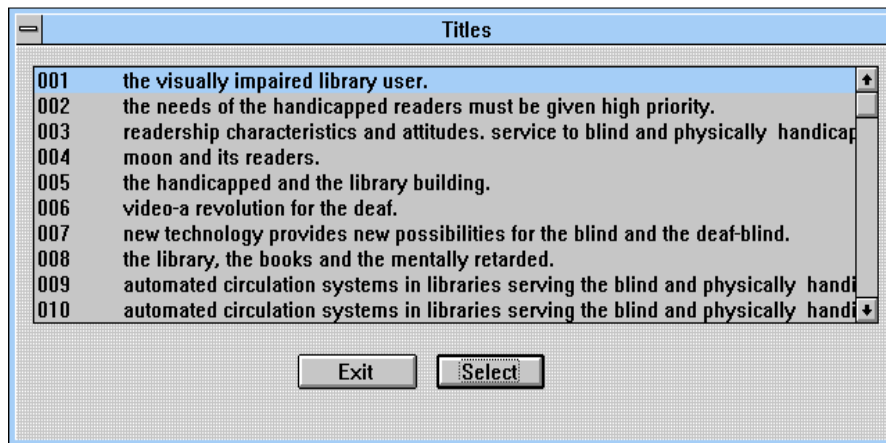 Titles
001 the visually impaired library user.
002 the needs of the handicapped readers must be given high priority.
003 readership characteristics and attitudes. service to blind and physically handicap
004 moon and its readers.
005 the handicapped and the library building.
006 video-a revolution for the deaf.
007 new technology provides new possibilities for the blind and the deaf-blind.
008 the library, the books and the mentally retarded.
009 automated circulation systems in libraries serving the blind and physically handi
010 automated circulation systems in libraries serving the blind and physically handi
Exit Select